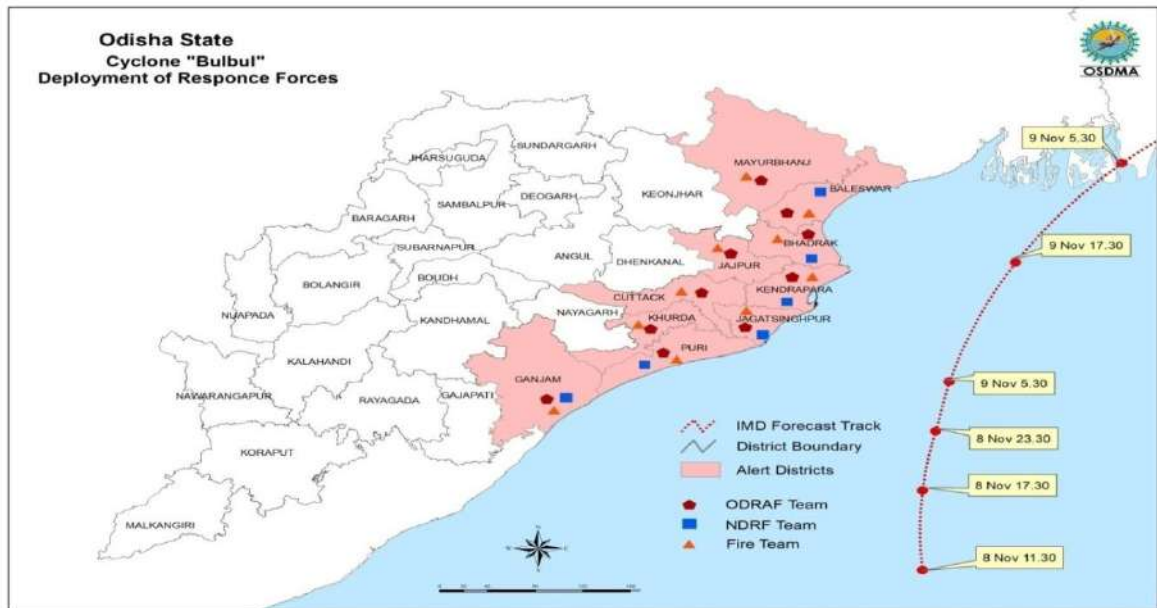 Odisha State
Cyclone "Bulbul"
Deployment of Responce Forces
OSDMA
9 Nov 5.30
SUNDARGARH
JHARSUGUDA
MAYURBHANJ
KEONJHAR
BALESWAR
DEOGARH
SAMBALPUR
BARAGARH
9 Nov 17.30
SUBARNAPUR
BHADRAK
ANGUL
DHENKANAL
JAJPUR
BOUDH
BOLANGIR
KENDRAPARA
CUTTACK
NUAPADA
NAYAGARH
KHURDA
JAGATSINGHPUR
KANDHAMAL
PURI
KALAHANDI
GANJAM
9 Nov 5.30
NAWARANGAPUR
RAYAGADA
GAJAPATI
IMD Forecast Track
8 Nov 23.30
District Boundary
KORAPUT
Alert Districts
8 Nov 17.30
ODRAF Team
MALKANGIRI
NDRF Team
Fire Team
8 Nov 11.30